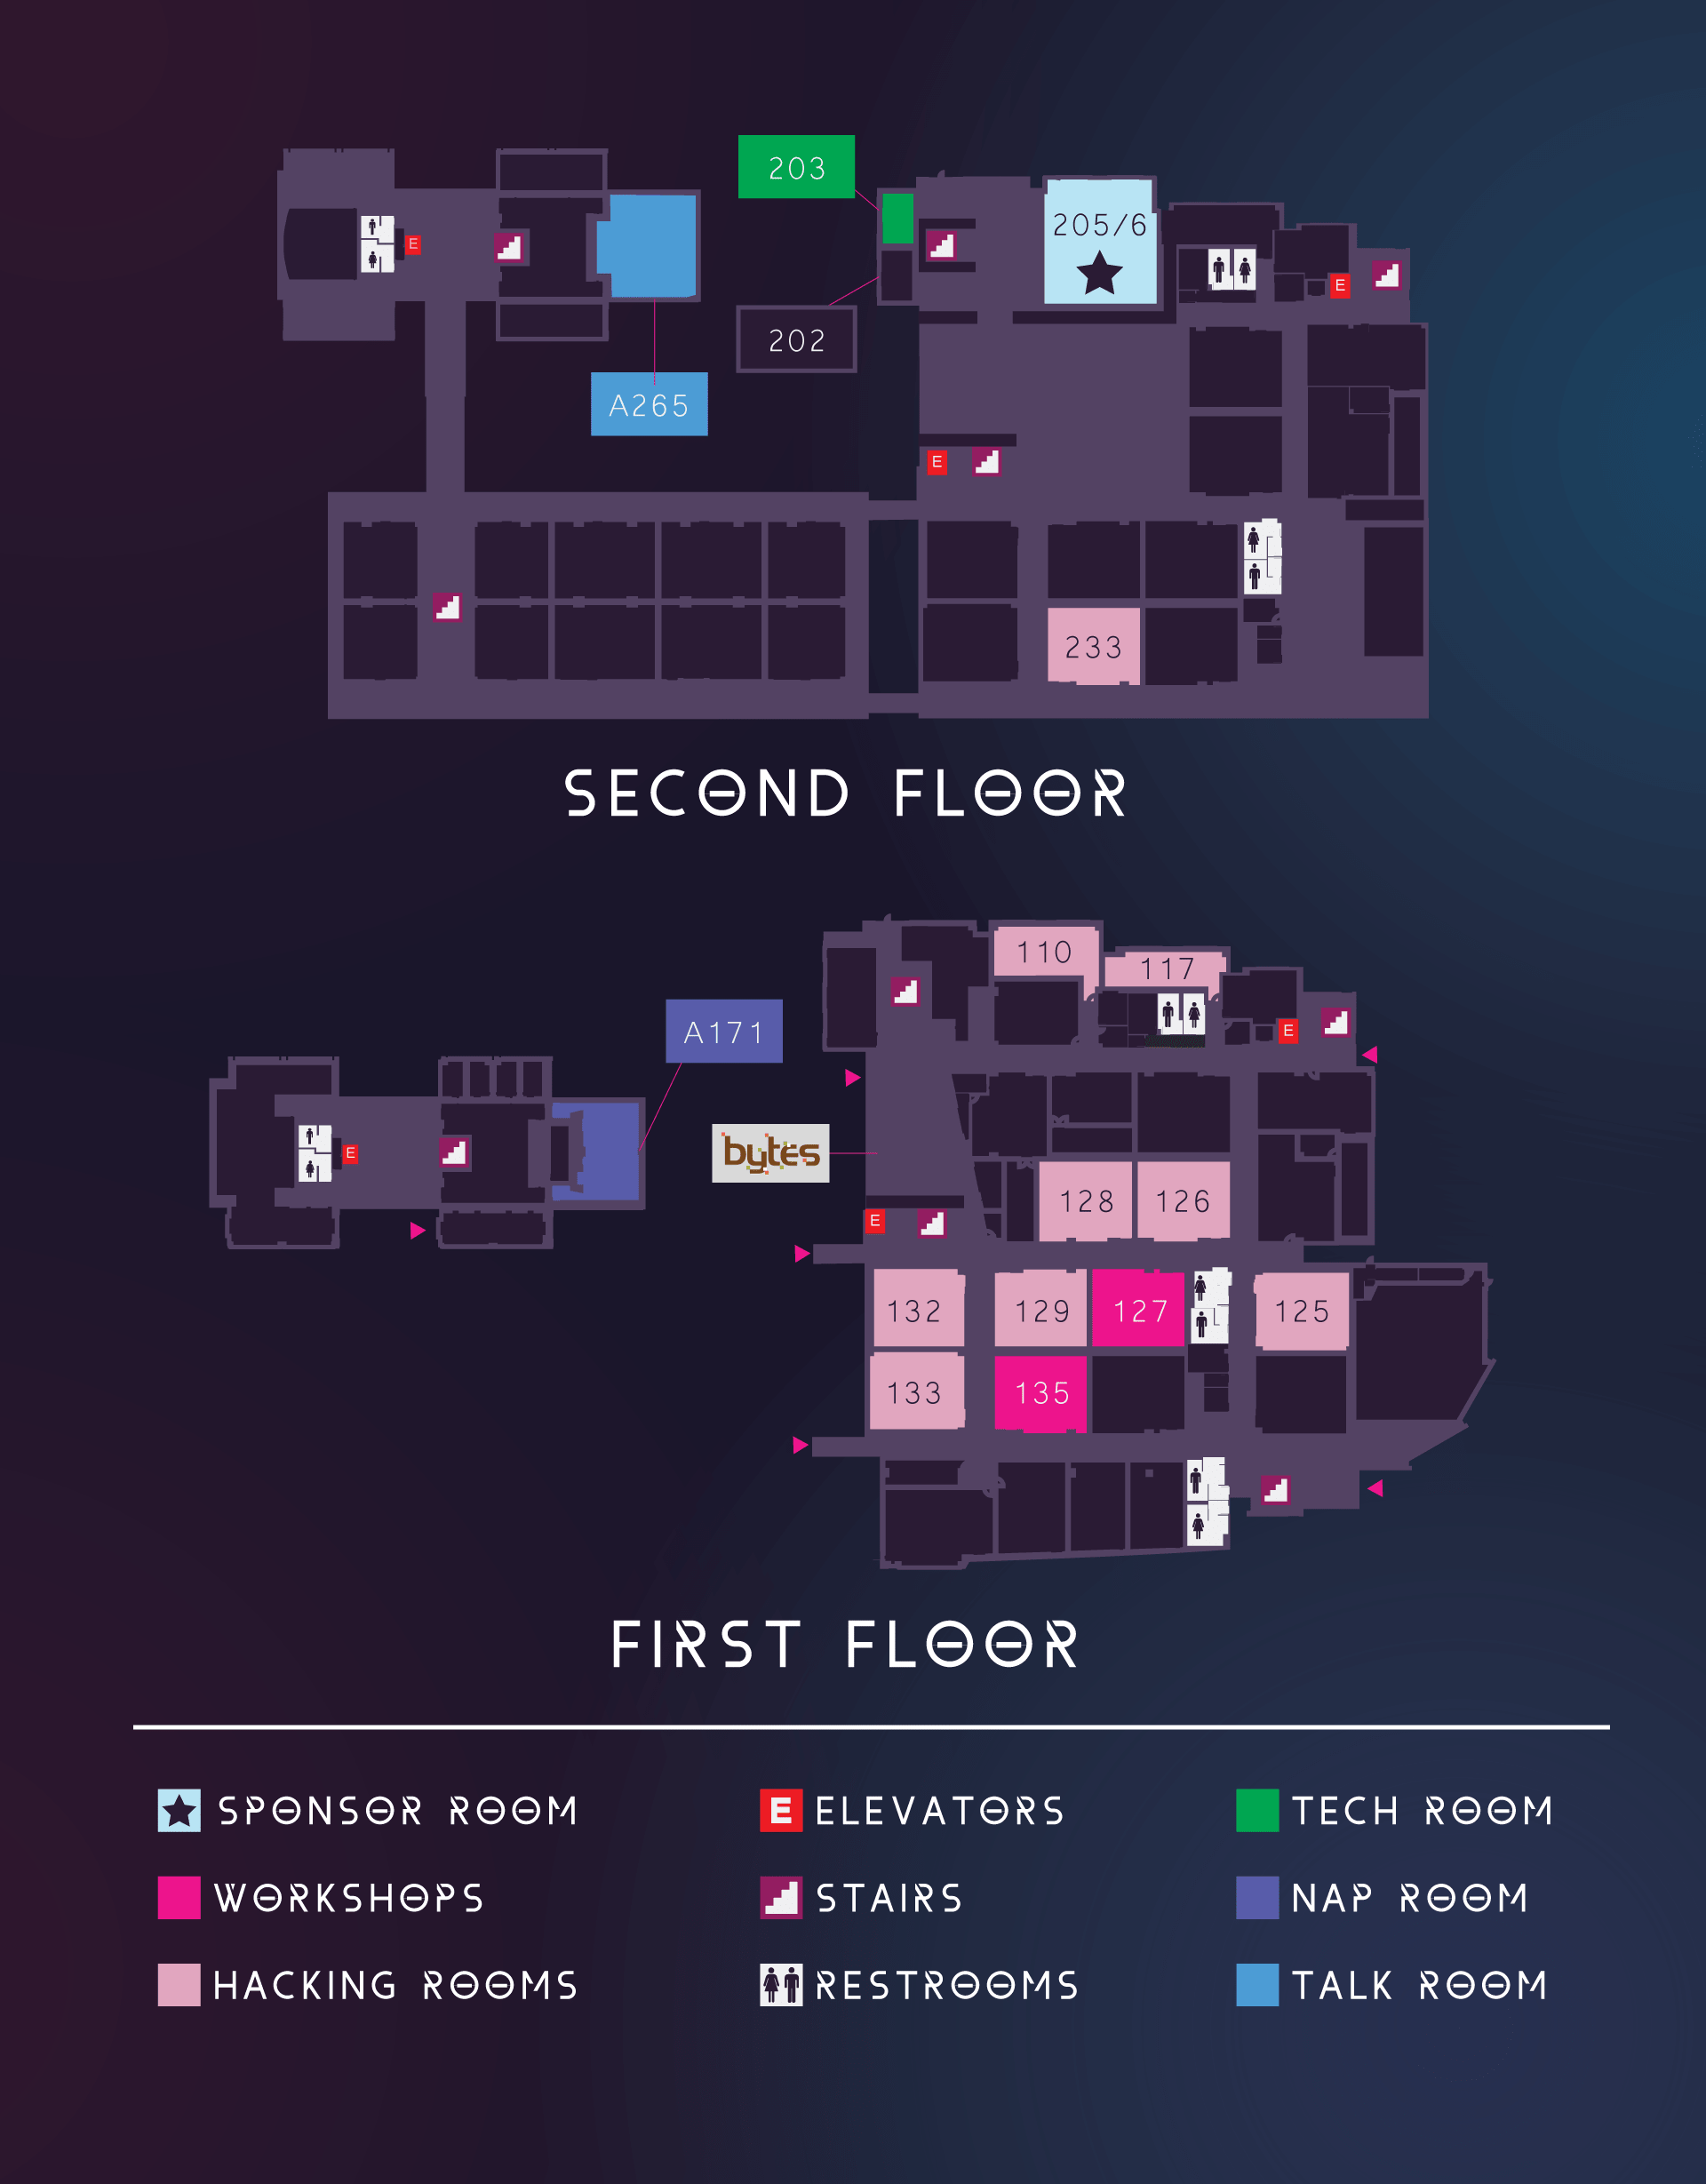 203
205/6
E
E
202
A265
E
233
SECOND FLOOR
110
117
A171
E
bytes
E
128
126
E
132
129
127
125
133
135
FIRST FLOOR
SPONSOR ROOM
E ELEVATORS
TECH ROOM
WORKSHOPS
STAIRS
NAP ROOM
HACKING ROOMS
RESTROOMS
TALK ROOM